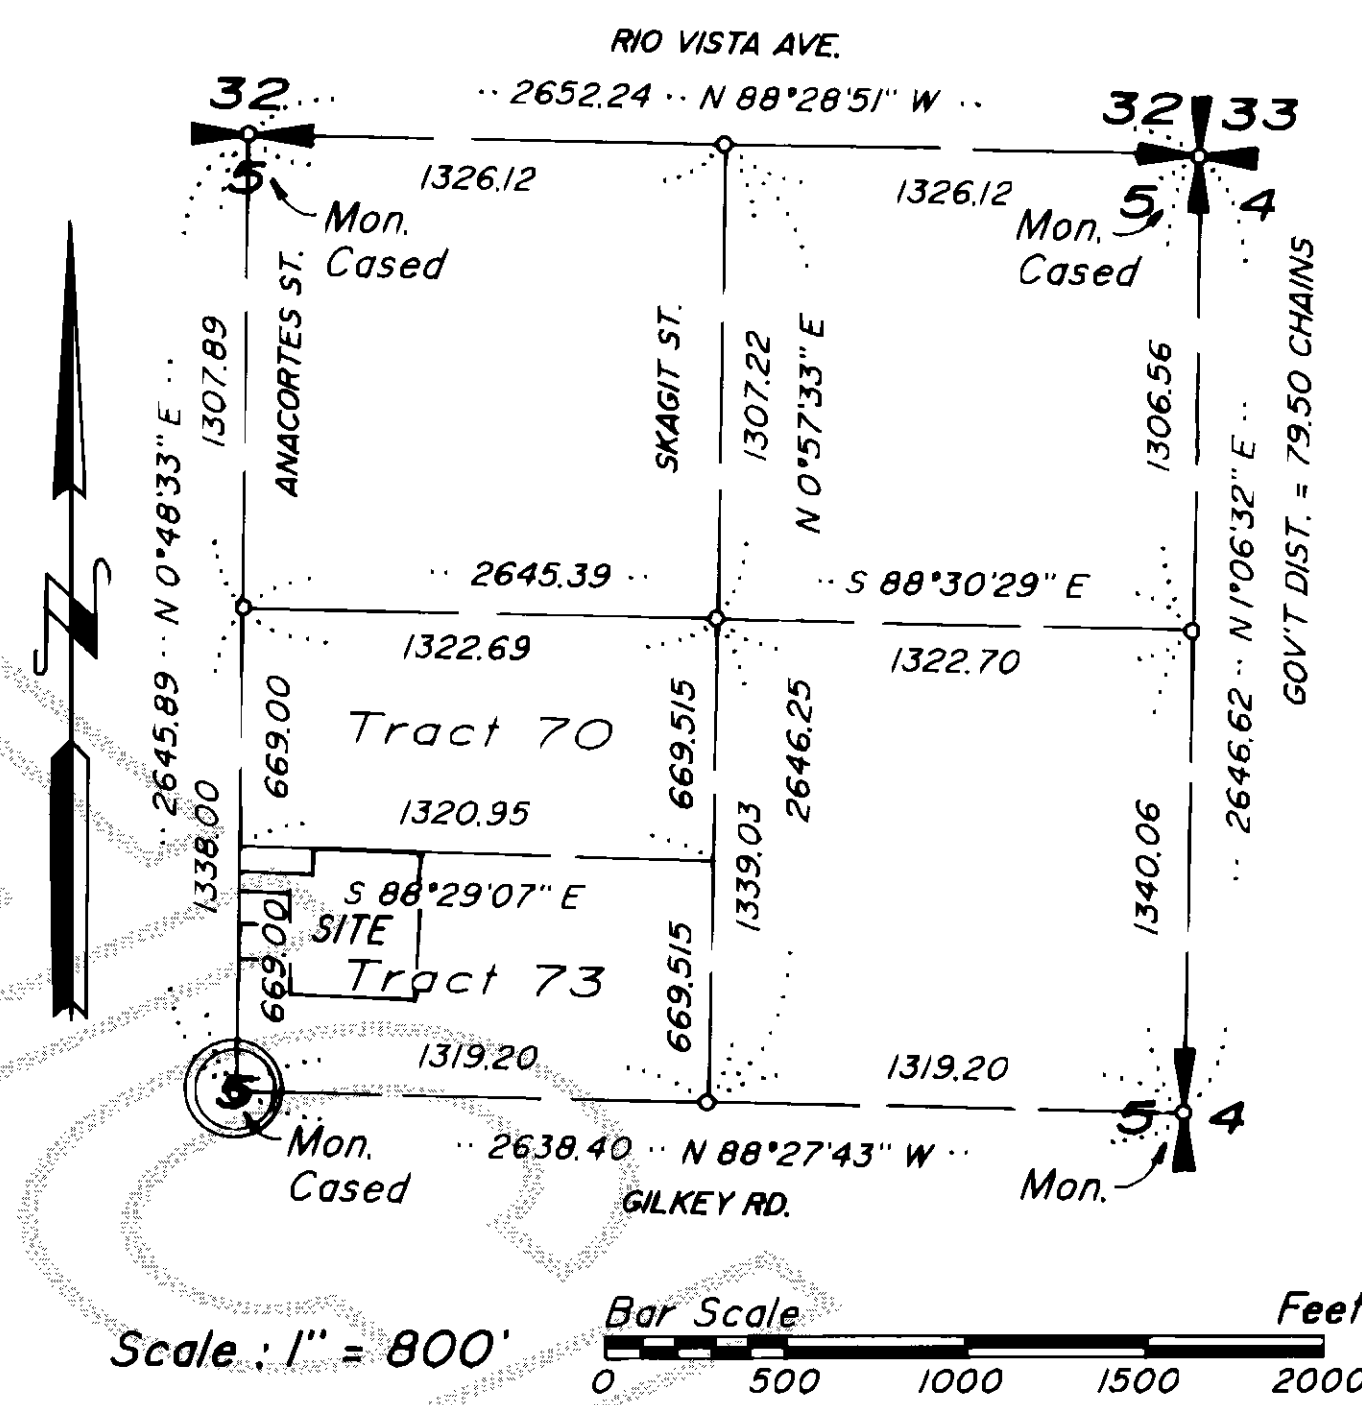 RIO VISTA AVE.
·· 2652.24 ·· N 88°28'51" W ··
32
32 33
5
1326.12
1326.12
5 4
Mon.
Cased
Mon.
Cased
ANACORTES ST.
SKAGIT ST.
1307.89
1307.22
N 0°57'33" E
1306.56
GOV'T DIST. = 79.50 CHAINS
·· 2645.89 ·· N 0°48'33" E ··
·· 2646.62 ·· N 1°06'32" E ··
N
·· 2645.39 ··
·· S 88°30'29" E
1322.69
1322.70
669.00
Tract 70
669.515
2646.25
1338.00
1320.95
1339.03
1340.06
S 88°29'07" E
SITE
669.00
Tract 73
669.515
1319.20
1319.20
5
5 4
Mon.
Cased
·· 2638.40 ·· N 88°27'43" W ··
Mon.
GILKEY RD.
Bar Scale
Feet
Scale : 1" = 800'
0 500 1000 1500 2000